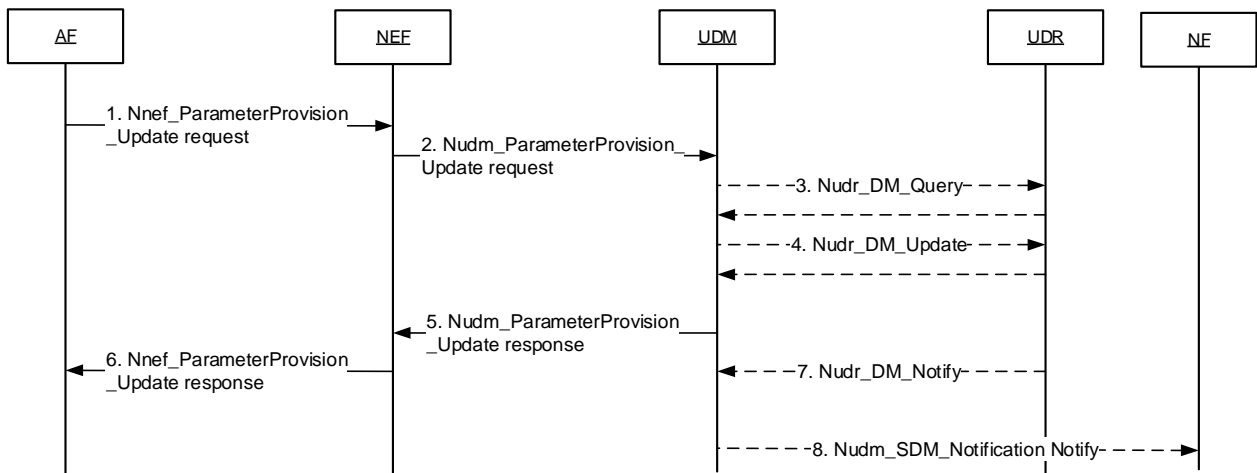 AF
NEF
UDM
UDR
NF
1. Nnef_ParameterProvision
_Update request
2. Nudm_ParameterProvision_
Update request
3. Nudr_DM_Query
4. Nudr_DM_Update
5. Nudm_ParameterProvision
_Update response
6. Nnef_ParameterProvision
_Update response
7. Nudr_DM_Notify
8. Nudm_SDM_Notification Notify